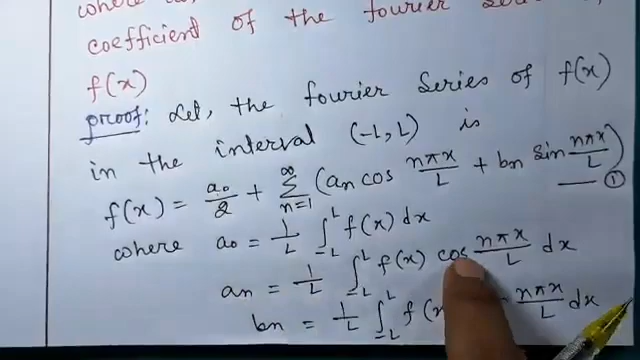 where
coefficient of the fourier
f(x)
proof: Let, the fourier Series of f(x)
in the interval (-L, L) is
f(x) = a₀/2 + ∞∑n=1 (an cos nπx/L + bn sin nπx/L) —— ①
where a₀ = 1/L ∫-L^L f(x) dx
an = 1/L ∫-L^L f(x) cos nπx/L dx
bn = 1/L ∫-L^L f( nπx/L dx